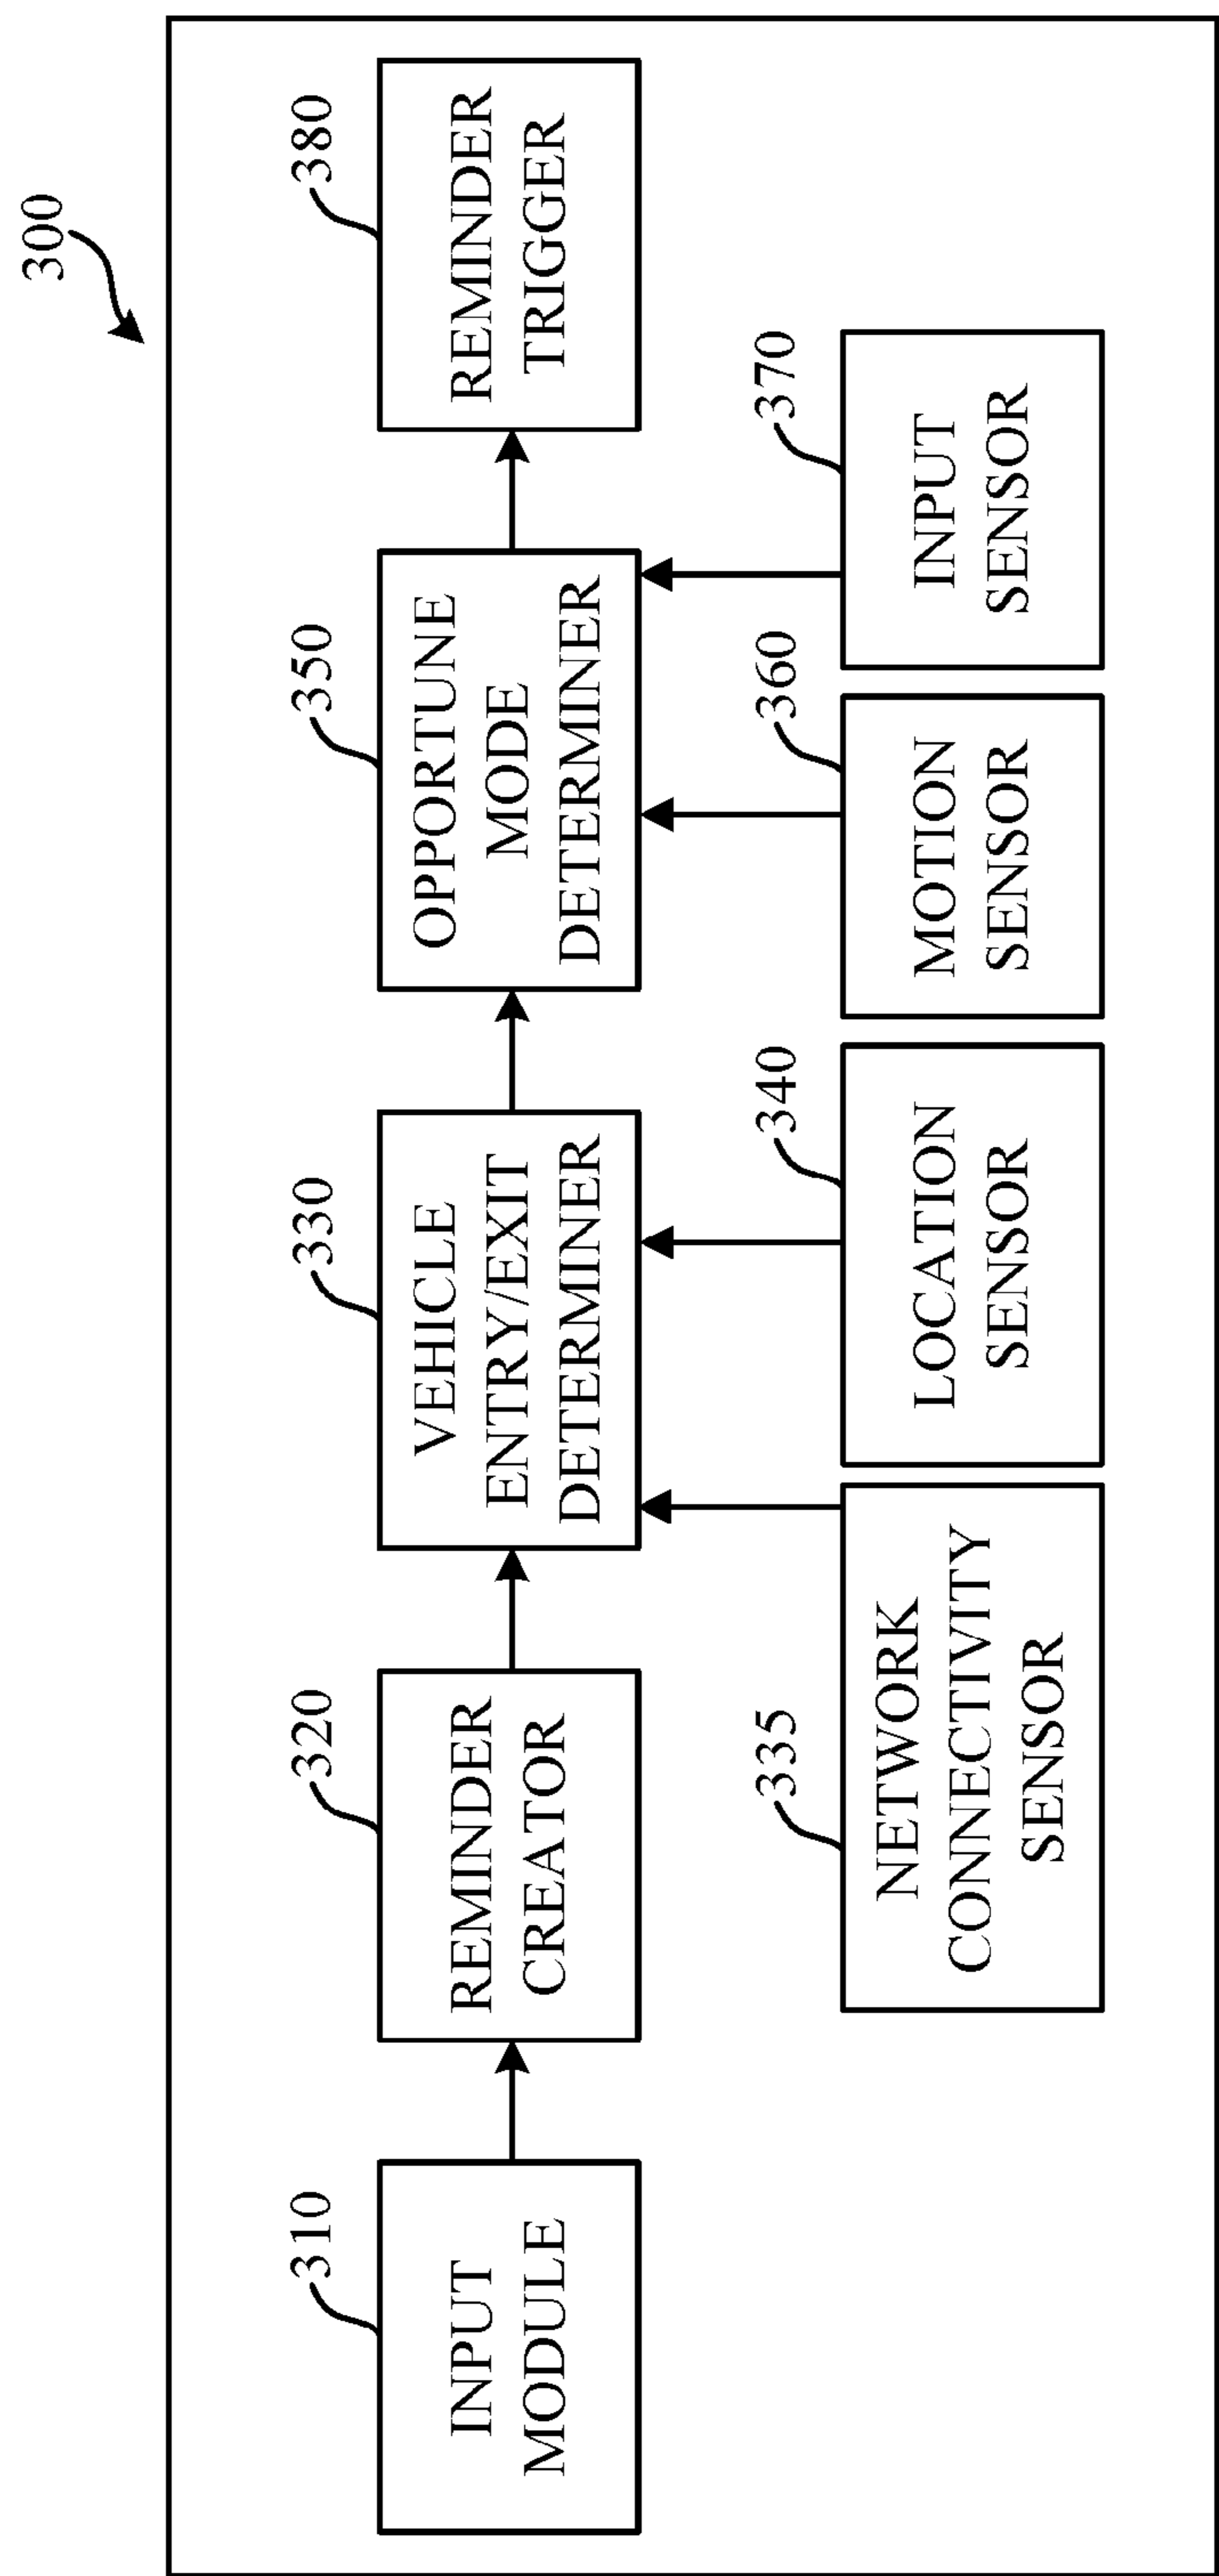 300
310
INPUT
MODULE
320
REMINDER
CREATOR
330
VEHICLE
ENTRY/EXIT
DETERMINER
350
OPPORTUNE
MODE
DETERMINER
380
REMINDER
TRIGGER
335
NETWORK
CONNECTIVITY
SENSOR
340
LOCATION
SENSOR
360
MOTION
SENSOR
370
INPUT
SENSOR